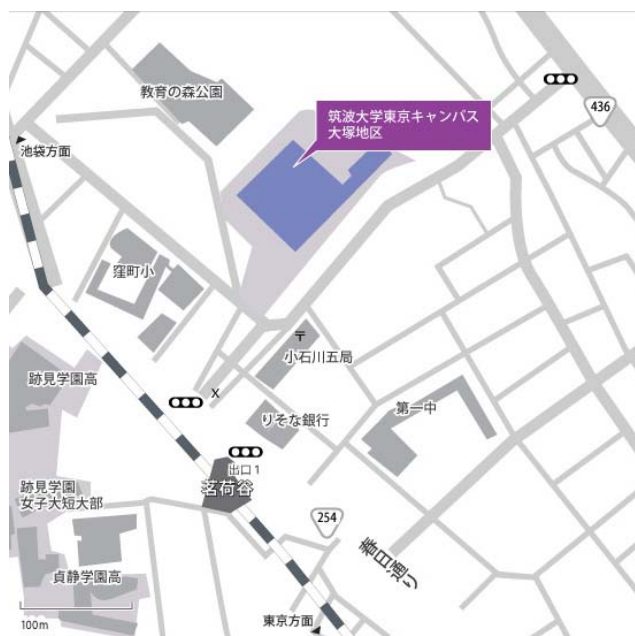 436
教育の森公園
筑波大学東京キャンパス
大塚地区
池袋方面
窪町小
〒
小石川五局
跡見学園高
x
りそな銀行
第一中
出口1
茗荷谷
跡見学園
女子大短大部
254
春日通り
貞静学園高
100m
東京方面